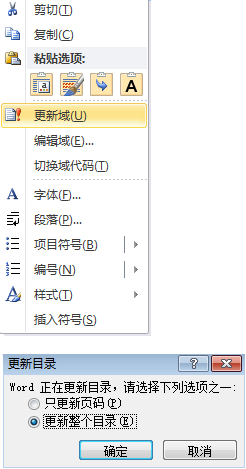 剪切(T)
复制(C)
粘贴选项:
a
A
更新域(U)
编辑域(E)...
切换域代码(T)
A 字体(F)...
段落(P)...
项目符号(B)
编号(N)
样式(T)
插入符号(S)
更新目录
Word 正在更新目录，请选择下列选项之一:
只更新页码(P)
更新整个目录(E)
确定 取消